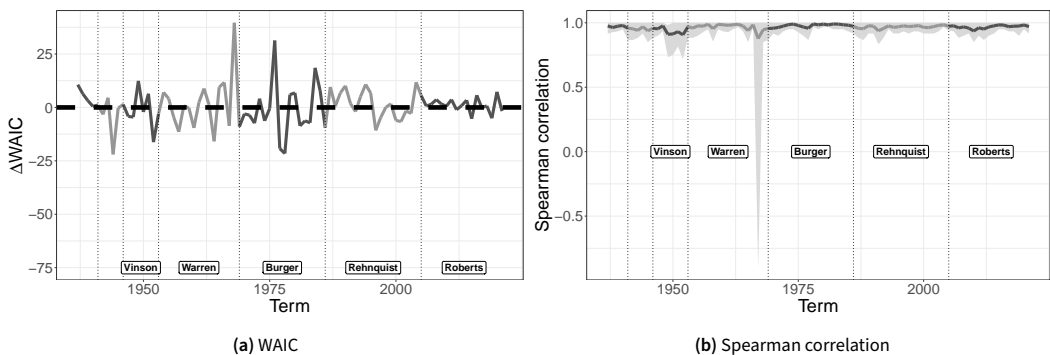 ΔWAIC
25
0
−25
−50
−75
Vinson
Warren
Burger
Rehnquist
Roberts
1950
1975
2000
Term
(a) WAIC
Spearman correlation
1.0
0.5
0.0
−0.5
Vinson
Warren
Burger
Rehnquist
Roberts
1950
1975
2000
Term
(b) Spearman correlation